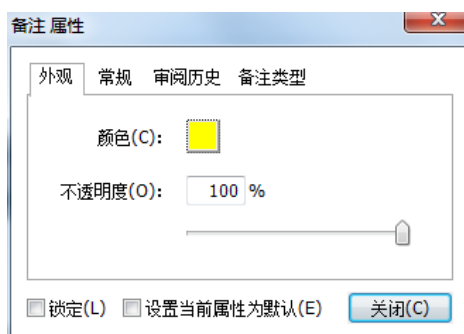 备注 属性
外观 常规 审阅历史 备注类型
颜色(C):
不透明度(O): 100 %
锁定(L) 设置当前属性为默认(E) 关闭(C)